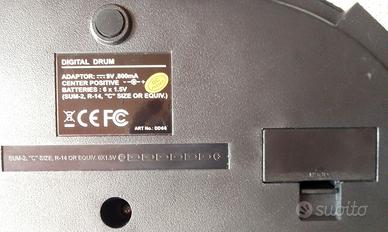 DIGITAL DRUM
ADAPTOR: 9V ,800mA
CENTER POSITIVE
BATTERIES : 6 x 1.5V
(SUM-2, R-14, "C" SIZE OR EQUIV.)
CE FC
ART No : DD68
SUM-2, "C" SIZE, R-14 OR EQUIV. 6X1.5V
subito